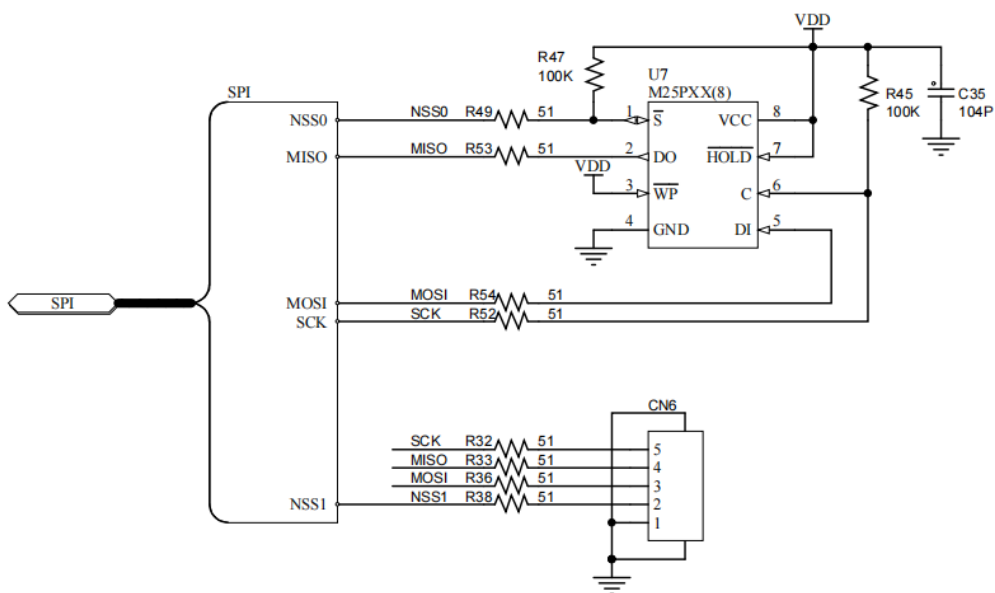 VDD
R47
100K
U7
M25PXX(8)
R45
100K
C35
104P
SPI
NSS0 NSS0 R49 51 1 S VCC 8
MISO MISO R53 51 2 DO HOLD 7
VDD
3 WP C 6
4 GND DI 5
SPI
MOSI MOSI R54 51
SCK SCK R52 51
CN6
SCK R32 51 5
MISO R33 51 4
MOSI R36 51 3
NSS1 NSS1 R38 51 2
1